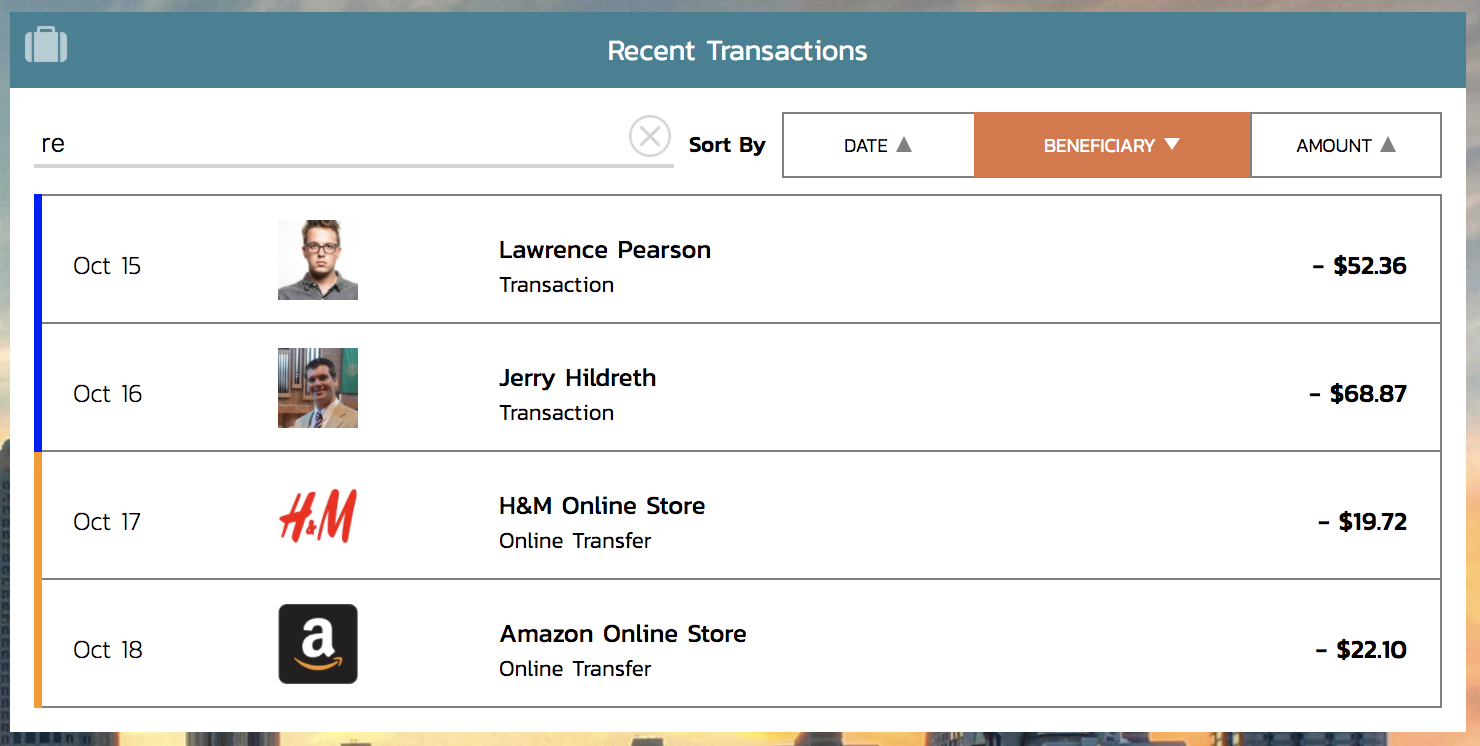 Recent Transactions
re
Sort By
DATE ▲
BENEFICIARY ▼
AMOUNT ▲
Oct 15
Lawrence Pearson
Transaction
- $52.36
Oct 16
Jerry Hildreth
Transaction
- $68.87
Oct 17
H&M
H&M Online Store
Online Transfer
- $19.72
Oct 18
a
Amazon Online Store
Online Transfer
- $22.10